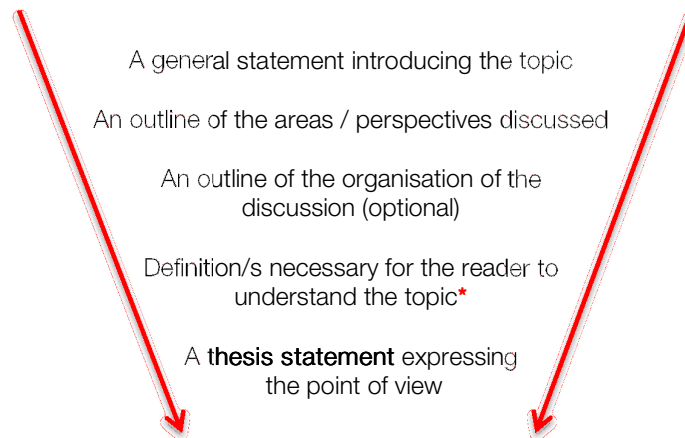 A general statement introducing the topic
An outline of the areas / perspectives discussed
An outline of the organisation of the
discussion (optional)
Definition/s necessary for the reader to
understand the topic*
A thesis statement expressing
the point of view